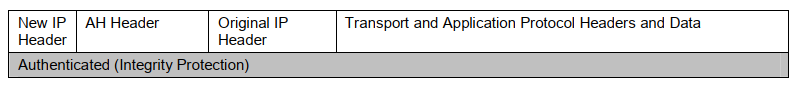 New IP Header
AH Header
Original IP Header
Transport and Application Protocol Headers and Data
Authenticated (Integrity Protection)